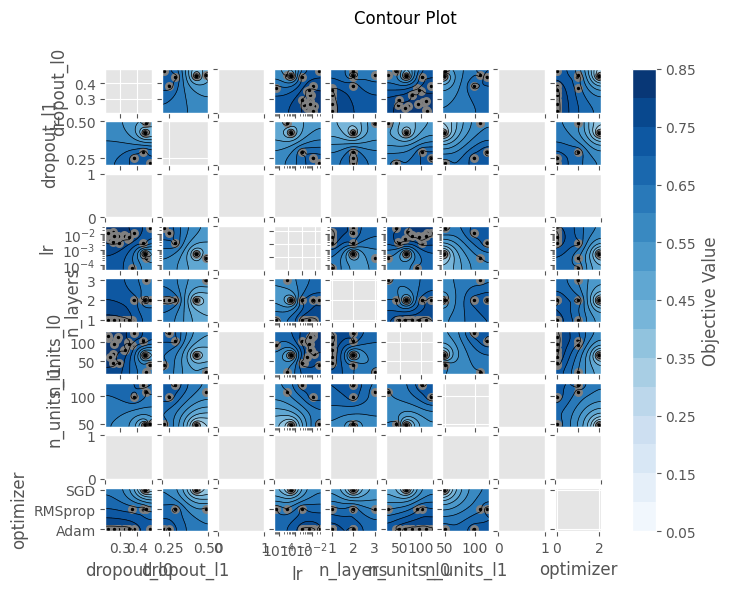 Contour Plot
dropout_l0
0.4
0.3
dropout_l1
0.50
0.25
1
0
lr
10⁻²
10⁻³
10⁻⁴
n_layers
3
2
1
n_units_l0
100
50
n_units_l1
100
50
1
0
optimizer
SGD
RMSprop
Adam
0.3 0.4 0.25 0.50 0 1 10⁻⁴ 10⁻² 1 2 3 50 100 50 100 0 1 0 2
dropout_l0 dropout_l1 lr n_layers n_units_l0 n_units_l1 optimizer
0.85
0.75
0.65
0.55
0.45
0.35
0.25
0.15
0.05
Objective Value